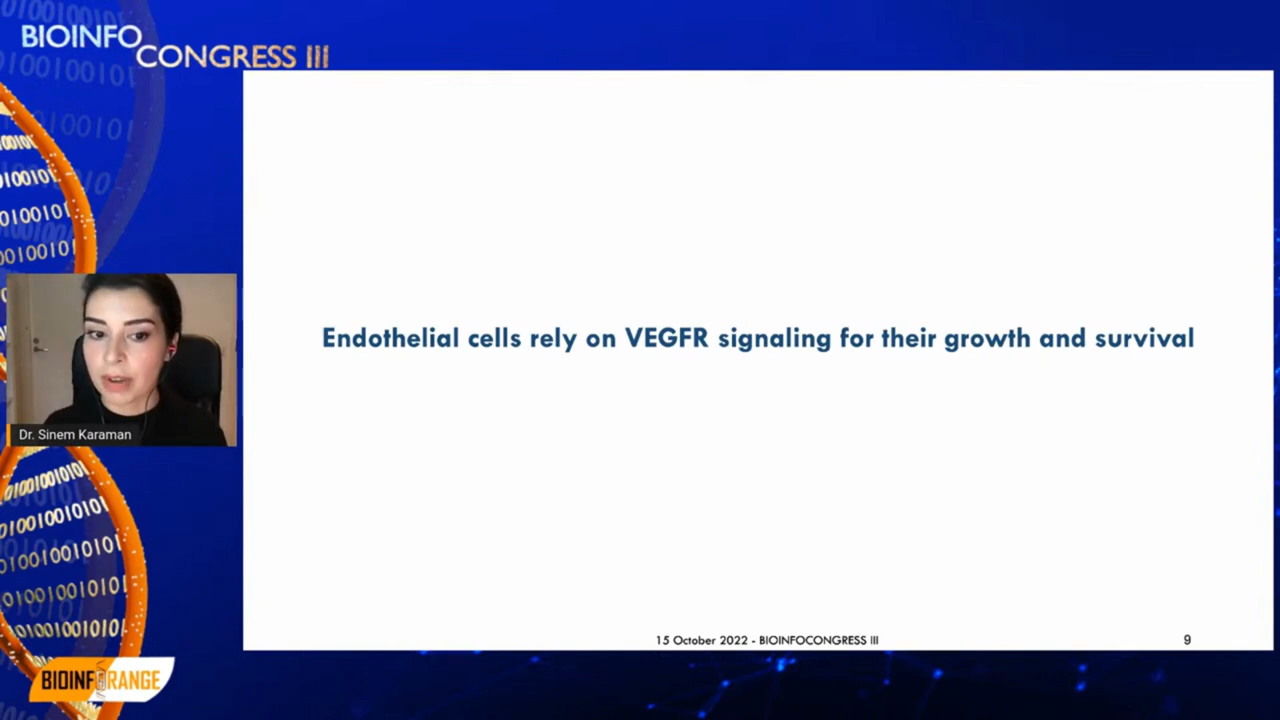 BIOINFO
CONGRESS III
Endothelial cells rely on VEGFR signaling for their growth and survival
Dr. Sinem Karaman
15 October 2022 - BIOINFOCONGRESS III
9
BIOINFORANGE